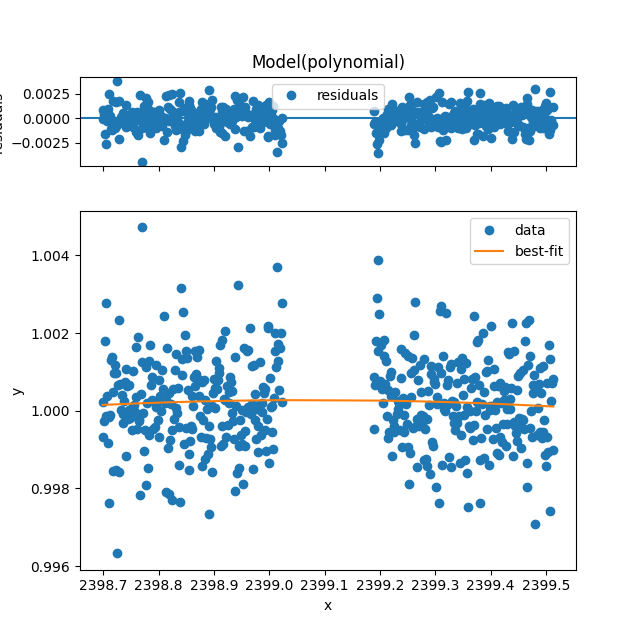 Model(polynomial)
0.0025
0.0000
−0.0025
residuals
residuals
1.004
1.002
1.000
0.998
0.996
y
data
best-fit
2398.7 2398.8 2398.9 2399.0 2399.1 2399.2 2399.3 2399.4 2399.5
x